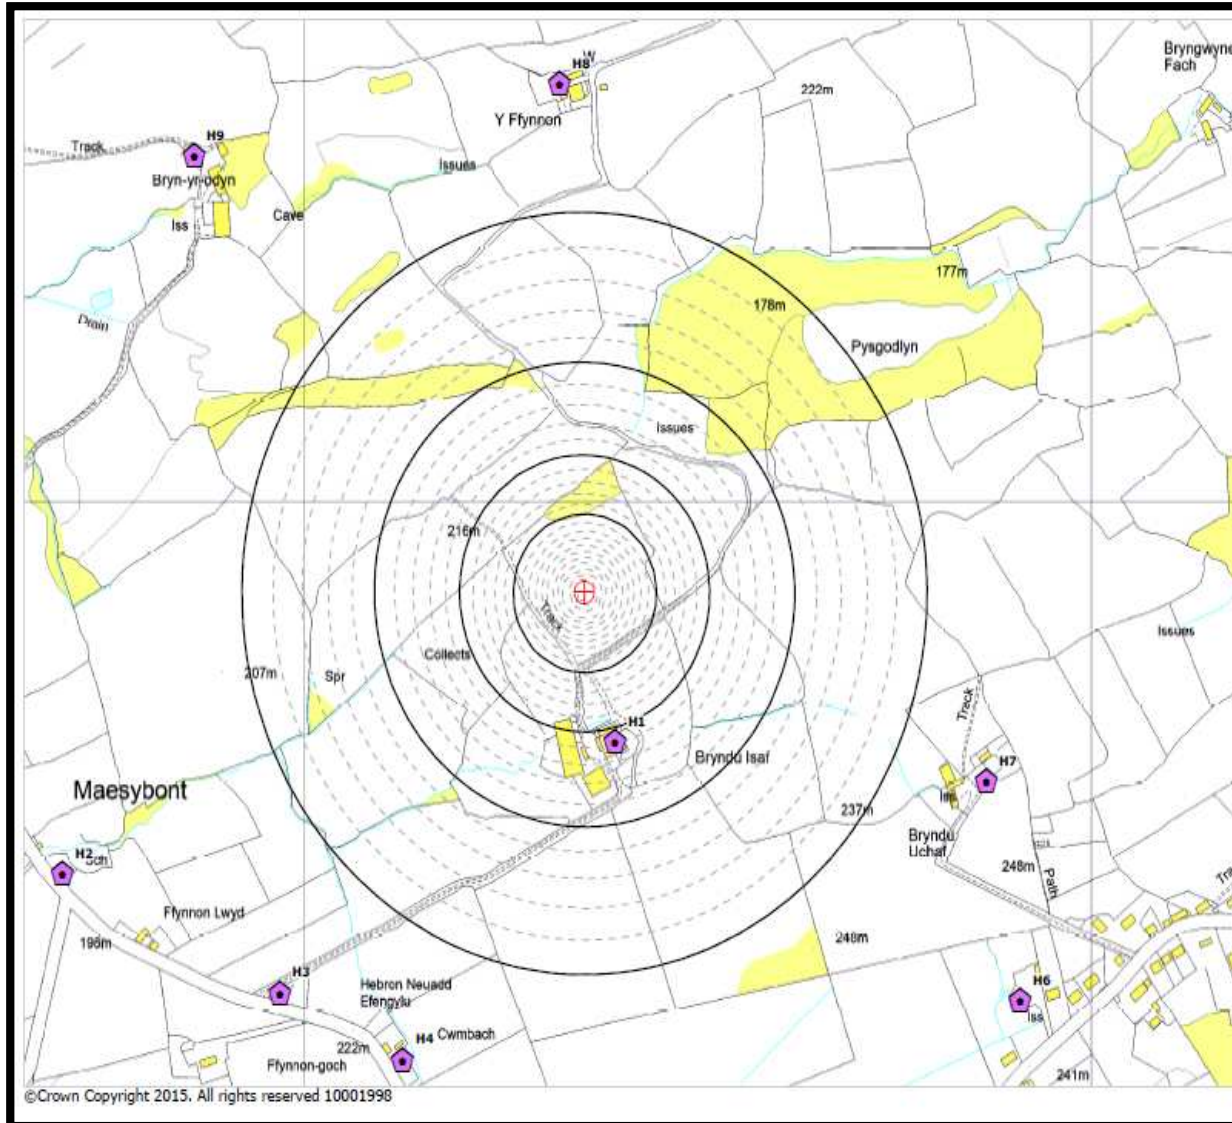 W
H8
Bryngwyne
Fach
222m
Y Ffynnon
H9
Track
Issues
Bryn-yr-odyn
Cave
Iss
177m
178m
Drain
Pysgodlyn
Issues
216m
Track
Issues
Collects
207m
Spr
Track
H1
Bryndu Isaf
H7
Iss
Maesybont
237m
Bryndu
Uchaf
H2
Sch
248m
Path
Ffynnon Lwyd
196m
248m
H3
Hebron Neuadd
Efengylu
H6
Iss
Cwmbach
222m
H4
Ffynnon-goch
241m
©Crown Copyright 2015. All rights reserved 10001998